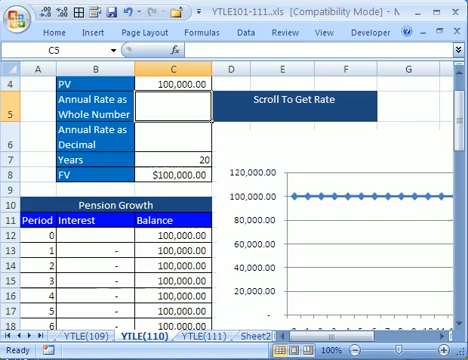 YTLE101-111....xls [Compatibility Mode] - ...
Home Insert Page L Formul Data Review View Developer
C5 fx
A B C D E F G
4 PV 100,000.00
5 Annual Rate as Whole Number Scroll To Get Rate
6 Annual Rate as Decimal
7 Years 20
8 FV $100,000.00
9
10 Pension Growth
11 Period Interest Balance
12 0 100,000.00
13 1 - 100,000.00
14 2 - 100,000.00
15 3 - 100,000.00
16 4 - 100,000.00
17 5 - 100,000.00
18 6 - 100,000.00
120,000.00
100,000.00
80,000.00
60,000.00
40,000.00
20,000.00
-
YTLE(109) YTLE(110) YTLE(111) Sheet2
Ready 100%